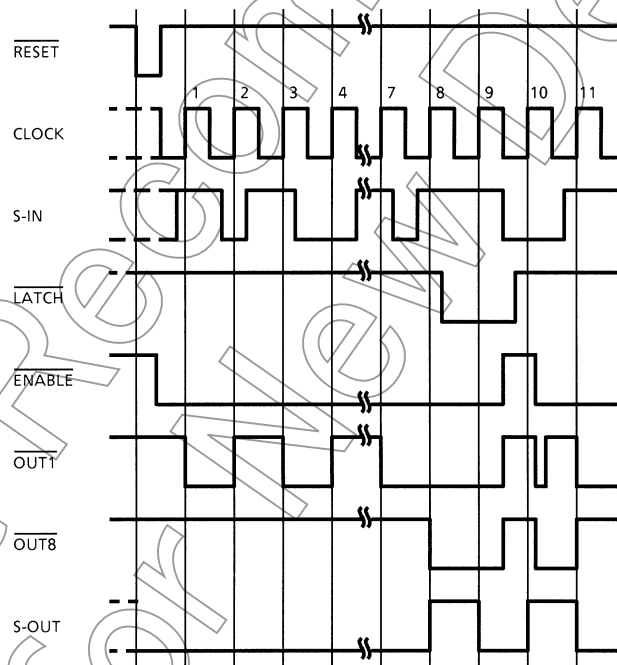 RESET
1 2 3 4 7 8 9 10 11
CLOCK
S-IN
LATCH
ENABLE
OUT1
OUT8
S-OUT